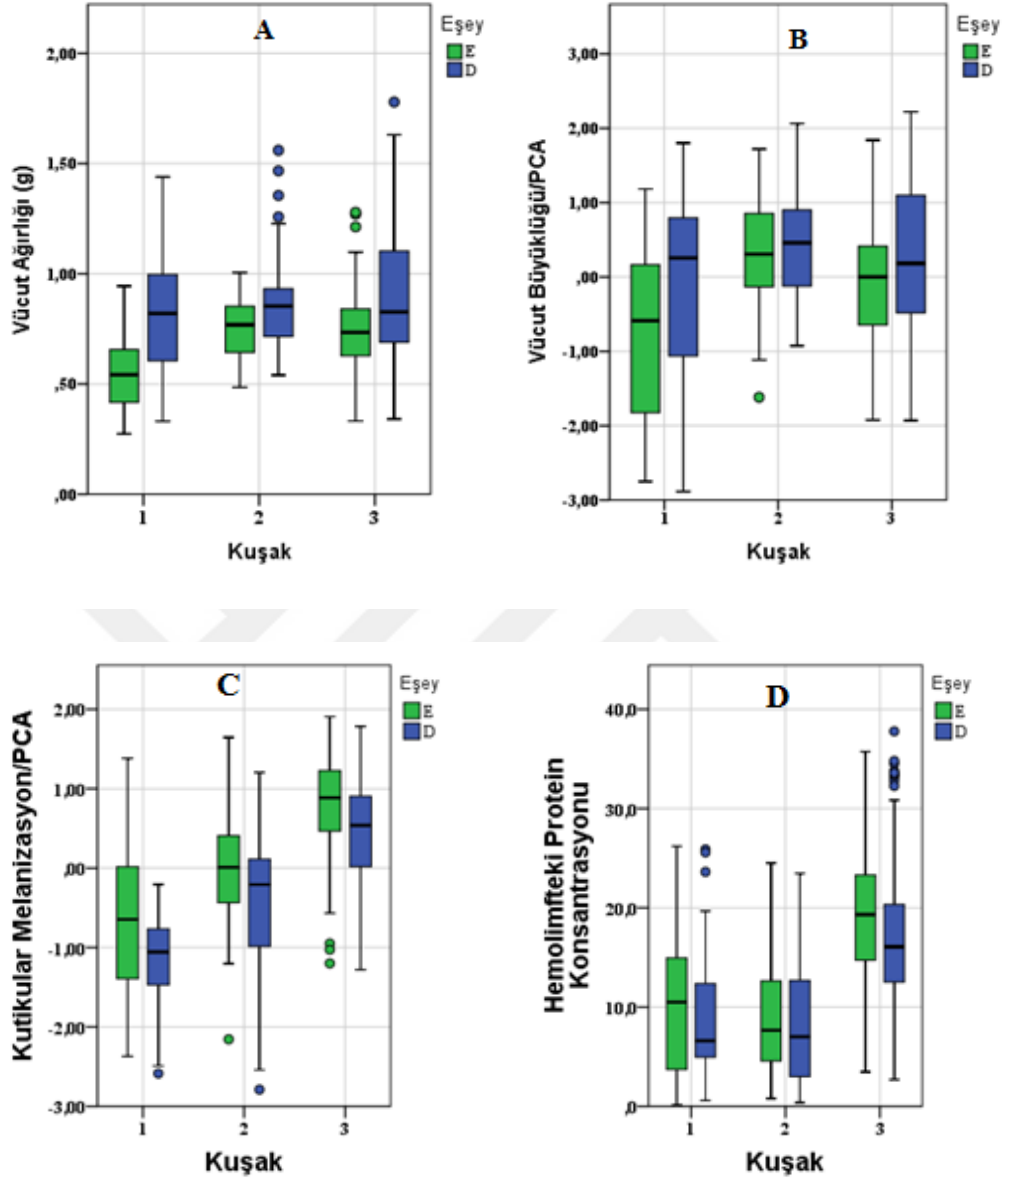 A
Eşey
E
D
2,00
1,50
1,00
,50
,00
Vücut Ağırlığı (g)
1 2 3
Kuşak
B
Eşey
E
D
3,00
2,00
1,00
,00
-1,00
-2,00
-3,00
Vücut Büyüklüğü/PCA
1 2 3
Kuşak
C
Eşey
E
D
2,00
1,00
,00
-1,00
-2,00
-3,00
Kutikular Melanizasyon/PCA
1 2 3
Kuşak
D
Eşey
E
D
40,0
30,0
20,0
10,0
,0
Hemolimfteki Protein
Konsantrasyonu
1 2 3
Kuşak